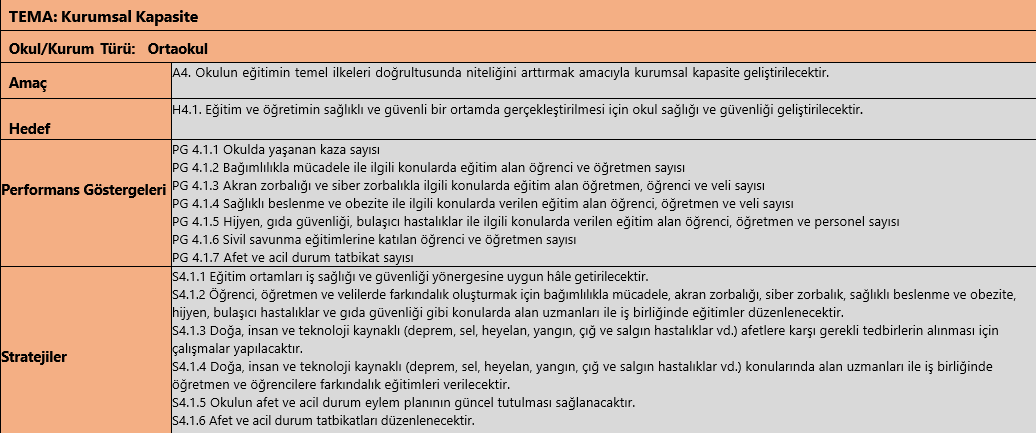 TEMA: Kurumsal Kapasite
Okul/Kurum Türü: Ortaokul
Amaç
A4. Okulun eğitimin temel ilkeleri doğrultusunda niteliğini arttırmak amacıyla kurumsal kapasite geliştirilecektir.
Hedef
H4.1. Eğitim ve öğretimin sağlıklı ve güvenli bir ortamda gerçekleştirilmesi için okul sağlığı ve güvenliği geliştirilecektir.
Performans Göstergeleri
PG 4.1.1 Okulda yaşanan kaza sayısı
PG 4.1.2 Bağımlılıkla mücadele ile ilgili konularda eğitim alan öğrenci ve öğretmen sayısı
PG 4.1.3 Akran zorbalığı ve siber zorbalıkla ilgili konularda eğitim alan öğretmen, öğrenci ve veli sayısı
PG 4.1.4 Sağlıklı beslenme ve obezite ile ilgili konularda verilen eğitim alan öğrenci, öğretmen ve veli sayısı
PG 4.1.5 Hijyen, gıda güvenliği, bulaşıcı hastalıklar ile ilgili konularda verilen eğitim alan öğrenci, öğretmen ve personel sayısı
PG 4.1.6 Sivil savunma eğitimlerine katılan öğrenci ve öğretmen sayısı
PG 4.1.7 Afet ve acil durum tatbikat sayısı
Stratejiler
S4.1.1 Eğitim ortamları iş sağlığı ve güvenliği yönergesine uygun hâle getirilecektir.
S4.1.2 Öğrenci, öğretmen ve velilerde farkındalık oluşturmak için bağımlılıkla mücadele, akran zorbalığı, siber zorbalık, sağlıklı beslenme ve obezite,
hijyen, bulaşıcı hastalıklar ve gıda güvenliği gibi konularda alan uzmanları ile iş birliğinde eğitimler düzenlenecektir.
S4.1.3 Doğa, insan ve teknoloji kaynaklı (deprem, sel, heyelan, yangın, çığ ve salgın hastalıklar vd.) afetlere karşı gerekli tedbirlerin alınması için
çalışmalar yapılacaktır.
S4.1.4 Doğa, insan ve teknoloji kaynaklı (deprem, sel, heyelan, yangın, çığ ve salgın hastalıklar vd.) konularında alan uzmanları ile iş birliğinde
öğretmen ve öğrencilere farkındalık eğitimleri verilecektir.
S4.1.5 Okulun afet ve acil durum eylem planının güncel tutulması sağlanacaktır.
S4.1.6 Afet ve acil durum tatbikatları düzenlenecektir.